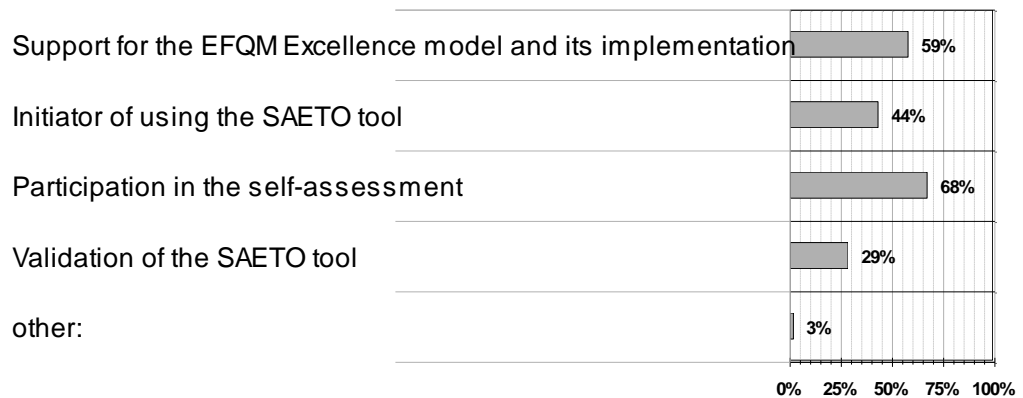 Support for the EFQM Excellence model and its implementation 59%
Initiator of using the SAETO tool 44%
Participation in the self-assessment 68%
Validation of the SAETO tool 29%
other: 3%
0% 25% 50% 75% 100%